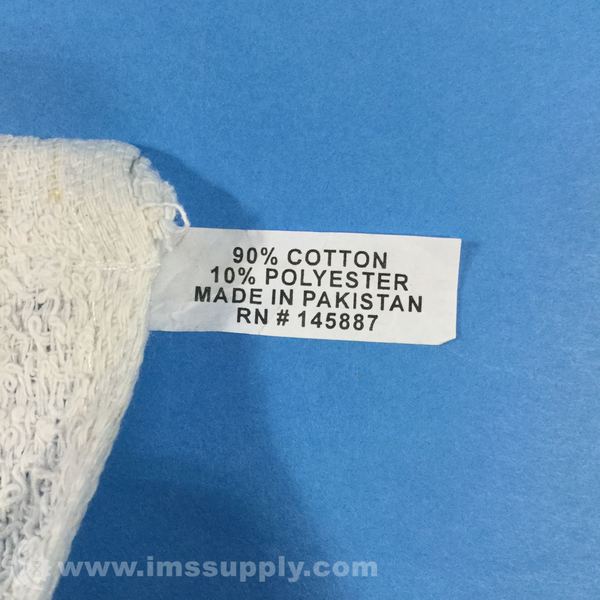 90% COTTON
10% POLYESTER
MADE IN PAKISTAN
RN # 145887
www.imssupply.com